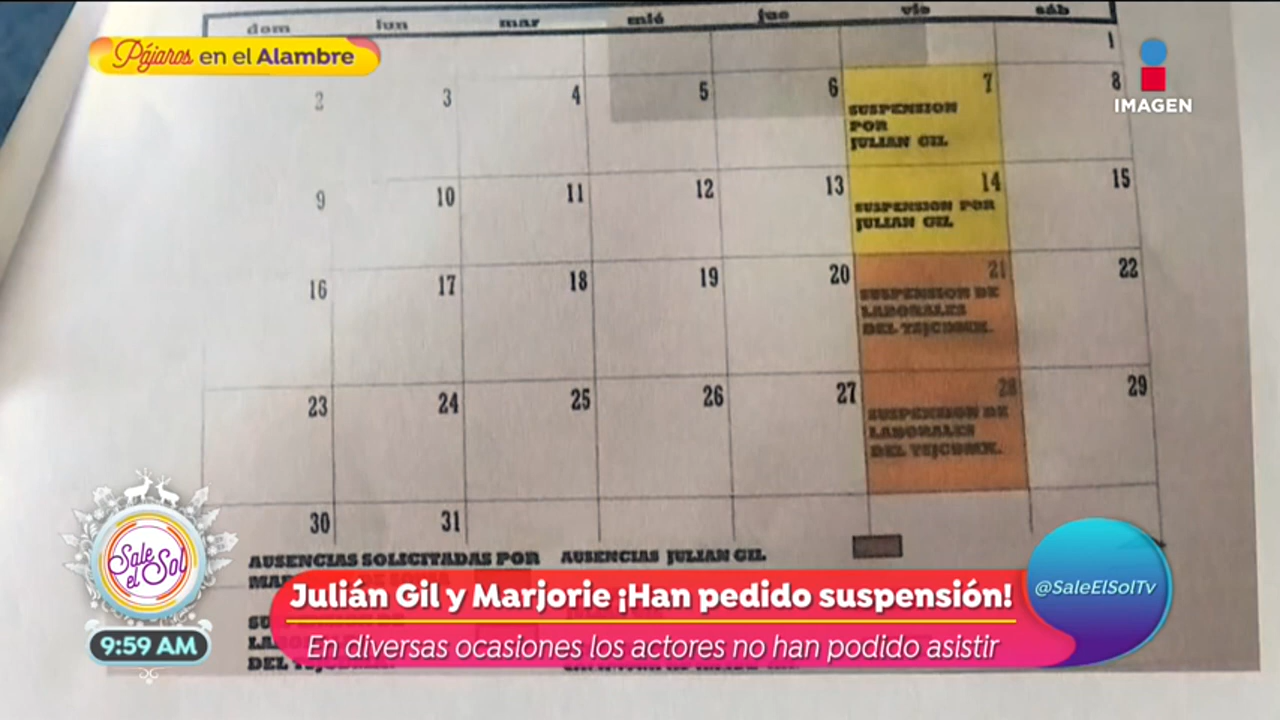 dom lun mar mié jue vie sáb
Pájaros en el Alambre
IMAGEN
1
2 3 4 5 6 7 8
SUSPENSION
POR
JULIAN GIL
9 10 11 12 13 14 15
SUSPENSION POR
JULIAN GIL
16 17 18 19 20 21 22
SUSPENSION DE
LABORALES
DEL TSJCDMX.
23 24 25 26 27 28 29
SUSPENSION DE
LABORALES
DEL TSJCDMX.
30 31
AUSENCIAS SOLICITADAS POR
AUSENCIAS JULIAN GIL
Sale el Sol
9:59 AM
Julián Gil y Marjorie ¡Han pedido suspensión!
En diversas ocasiones los actores no han podido asistir
@SaleElSolTv